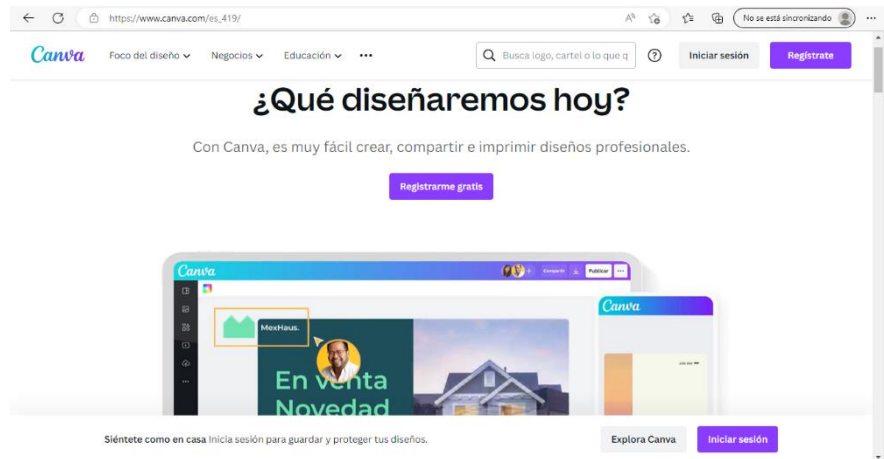 https://www.canva.com/es_419/
No se está sincronizando
Canva
Foco del diseño
Negocios
Educación
Busca logo, cartel o lo que q
Iniciar sesión
Regístrate
¿Qué diseñaremos hoy?
Con Canva, es muy fácil crear, compartir e imprimir diseños profesionales.
Registrarme gratis
Canva
Compartir
Publicar
MexHaus.
Canva
En venta
Novedad
Siéntete como en casa Inicia sesión para guardar y proteger tus diseños.
Explora Canva
Iniciar sesión